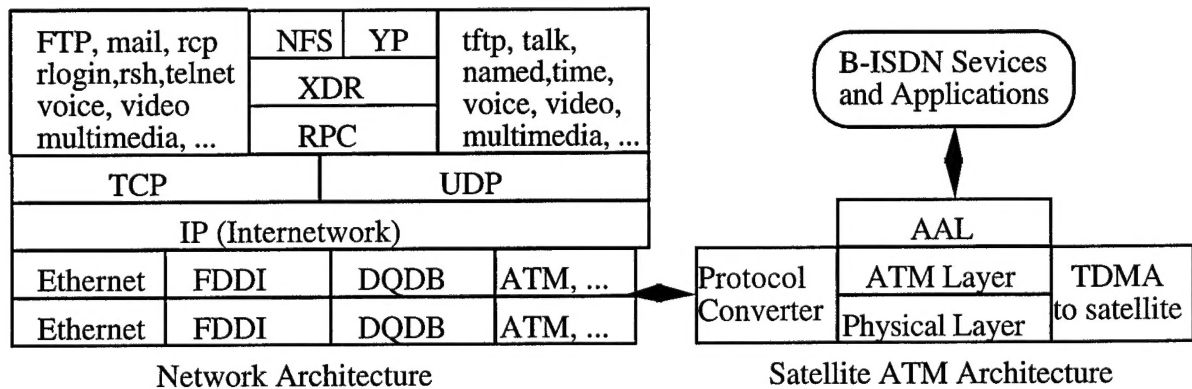 FTP, mail, rcp
rlogin,rsh,telnet
voice, video
multimedia, ...
NFS
YP
XDR
RPC
tftp, talk,
named,time,
voice, video,
multimedia, ...
TCP
UDP
IP (Internetwork)
Ethernet
FDDI
DQDB
ATM, ...
Ethernet
FDDI
DQDB
ATM, ...
Network Architecture
B-ISDN Sevices
and Applications
AAL
Protocol
Converter
ATM Layer
Physical Layer
TDMA
to satellite
Satellite ATM Architecture